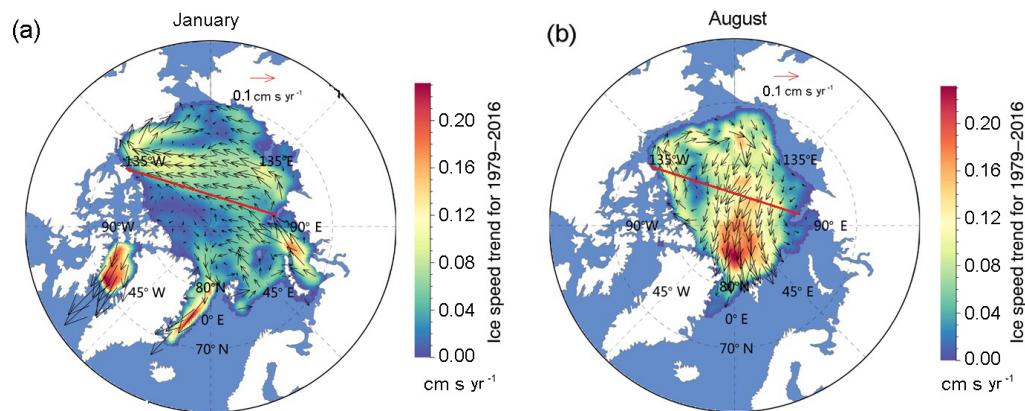 (a)
January
0.1 cm s yr⁻¹
135°W
135°E
90°W
90° E
45° W
80°N
45° E
0° E
70° N
0.20
0.16
0.12
0.08
0.04
0.00
Ice speed trend for 1979–2016
cm s yr⁻¹
(b)
August
0.1 cm s yr⁻¹
135°W
135°E
90°W
90° E
45° W
80°N
45° E
0° E
70° N
0.20
0.16
0.12
0.08
0.04
0.00
Ice speed trend for 1979–2016
cm s yr⁻¹